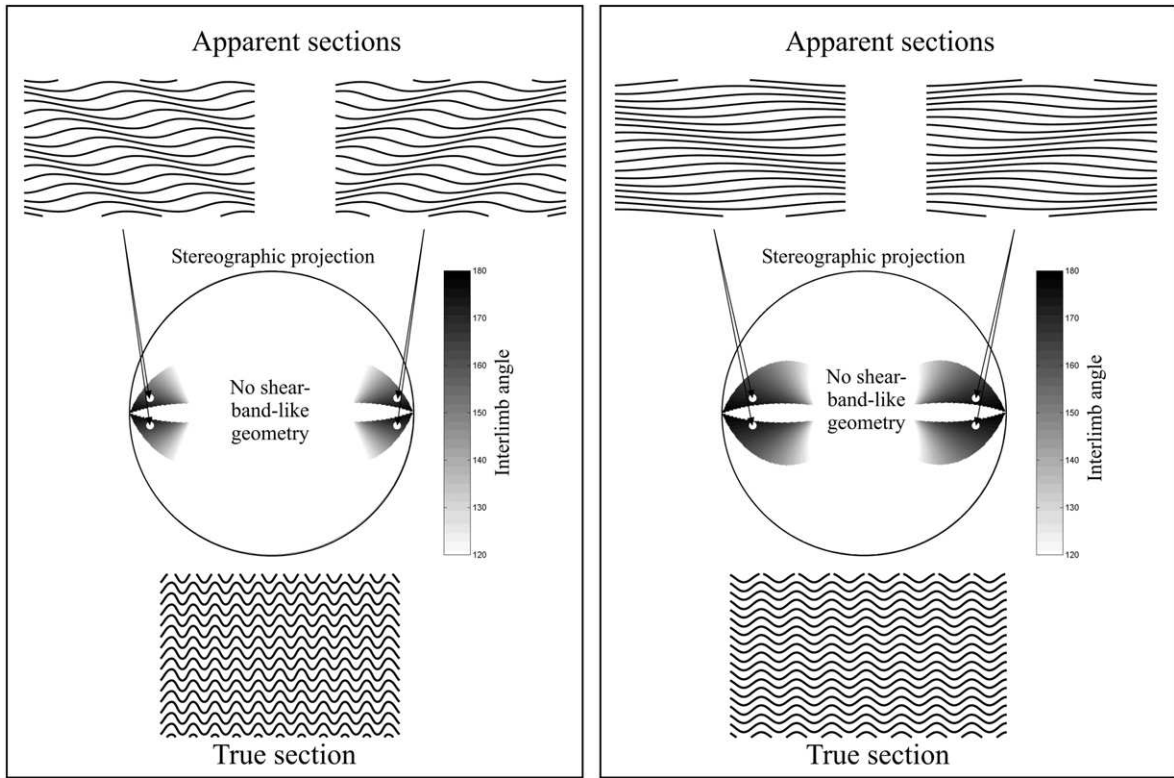 Apparent sections
Stereographic projection
180
170
160
150
140
130
120
Interlimb angle
No shear-
band-like
geometry
True section
Apparent sections
Stereographic projection
180
170
160
150
140
130
120
Interlimb angle
No shear-
band-like
geometry
True section